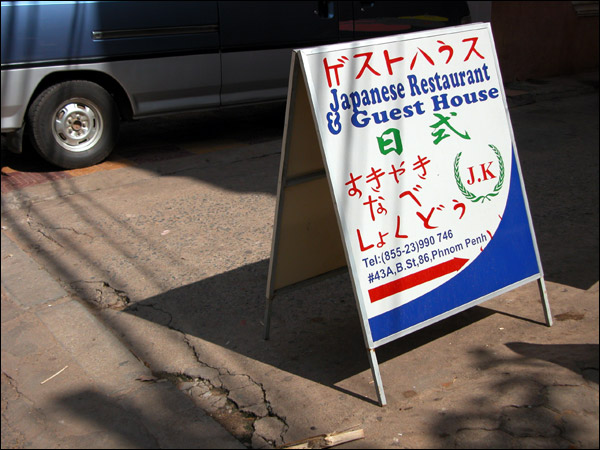 ゲストハウス
Japanese Restaurant
& Guest House
日式
すきやき
なべ
しょくどう
J.K
Tel:(855-23)990 746
#43A,B.St,86,Phnom Penh